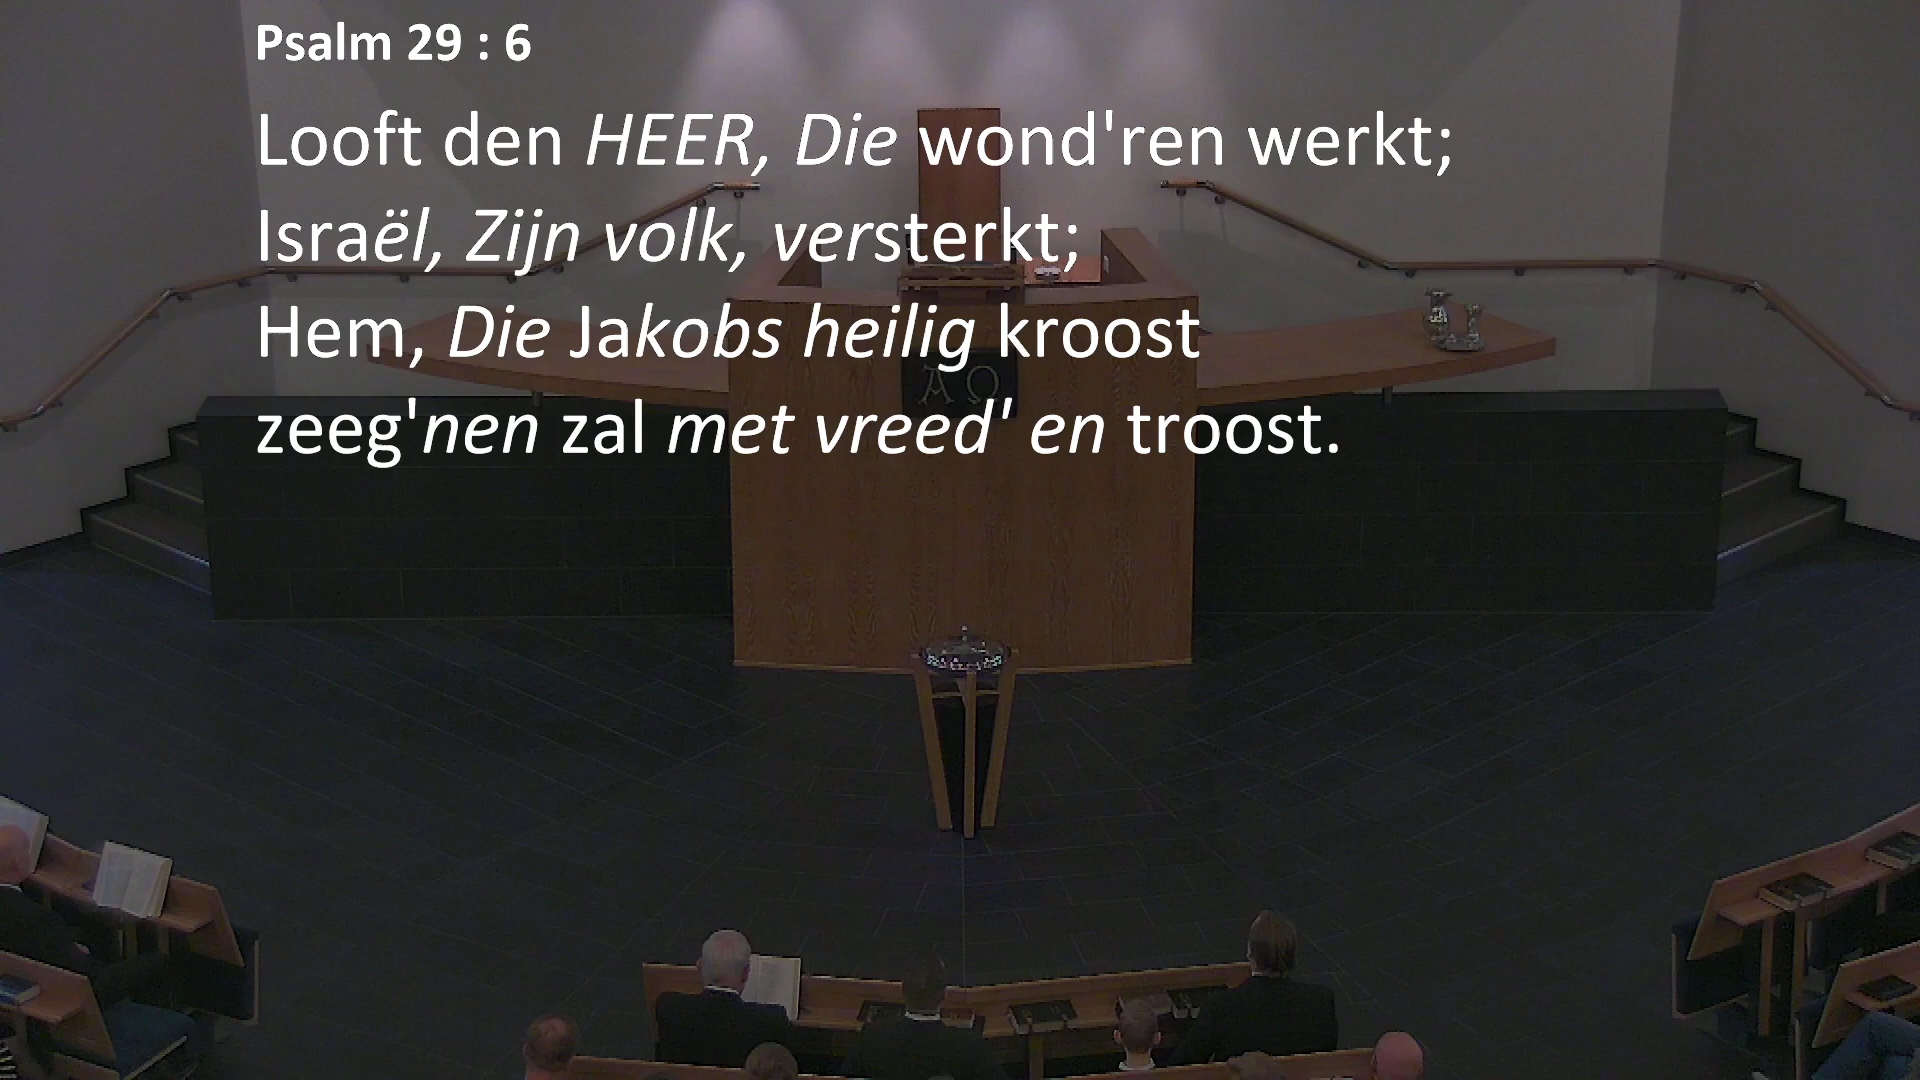 Psalm 29 : 6
Looft den HEER, Die wond'ren werkt;
Israël, Zijn volk, versterkt;
Hem, Die Jakobs heilig kroost
zeeg'nen zal met vreed' en troost.
Α Ω